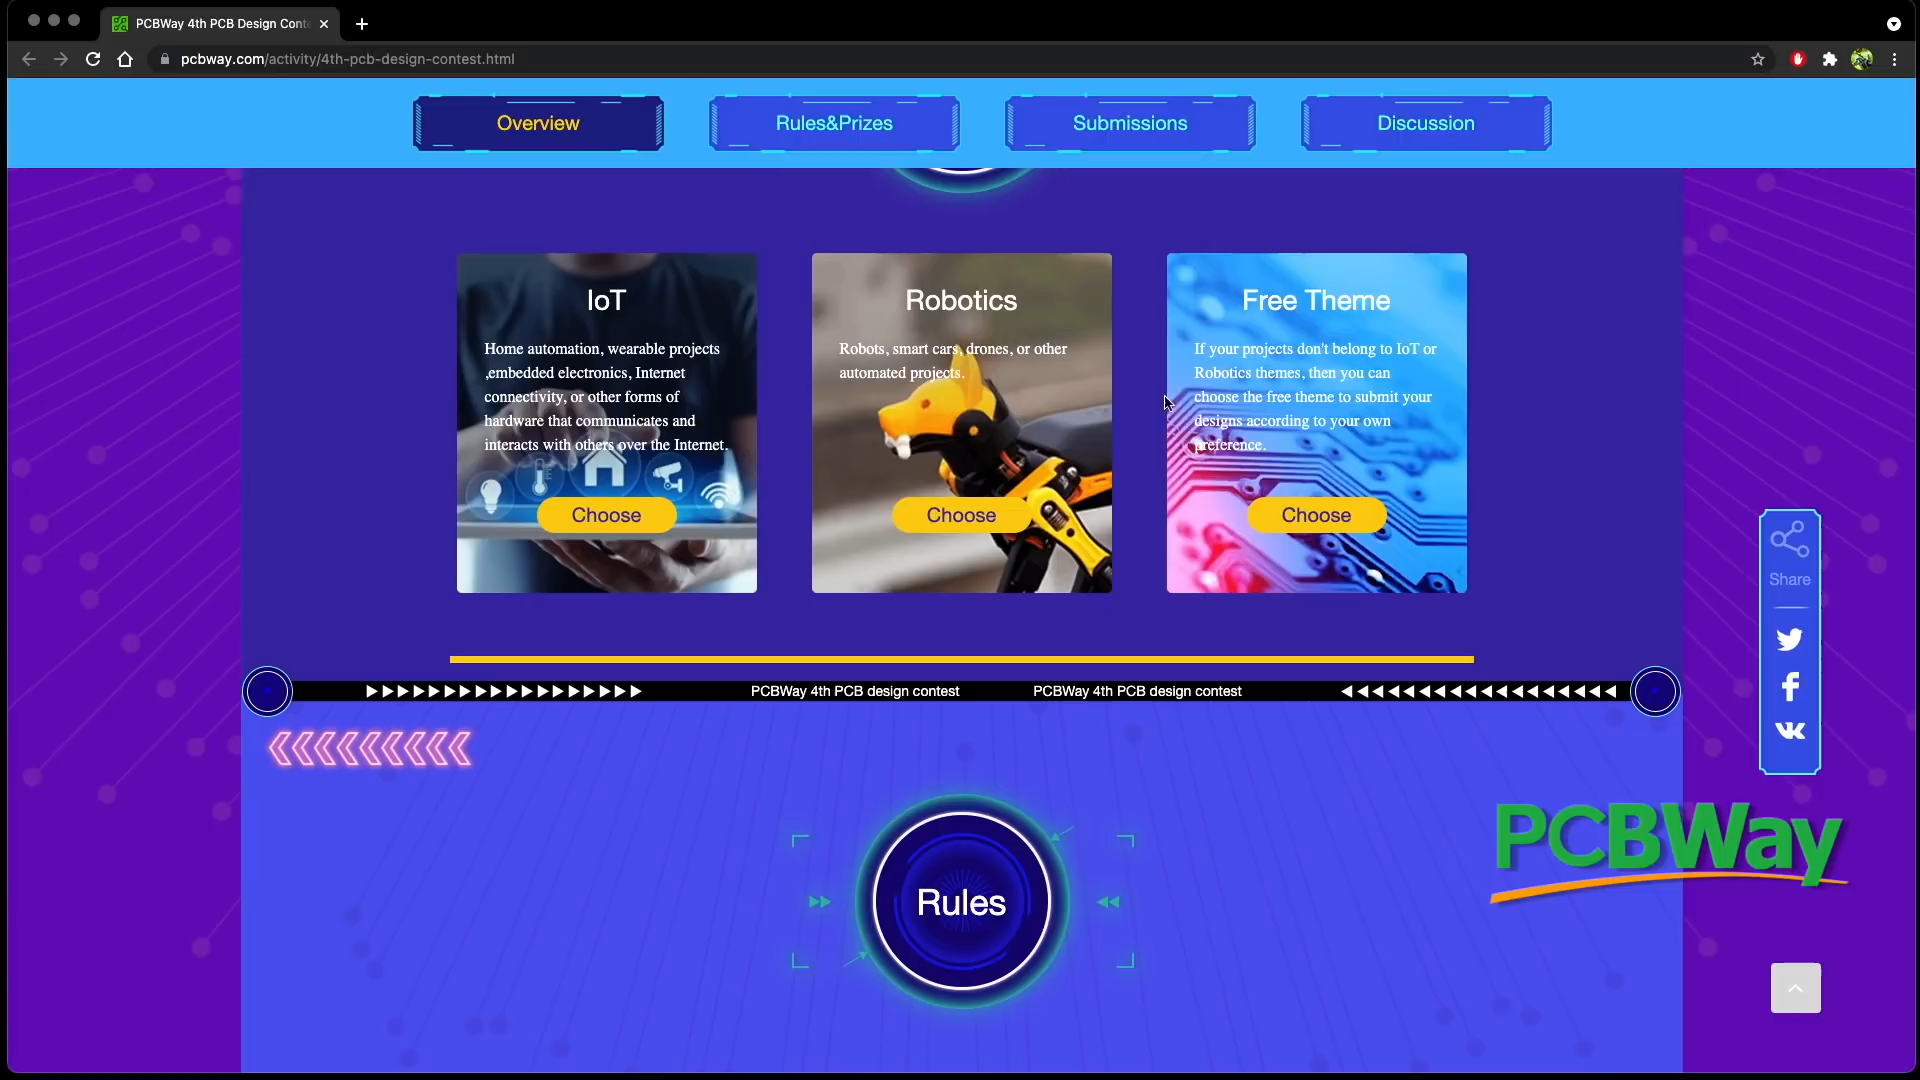 PCBWay 4th PCB Design Cont
pcbway.com/activity/4th-pcb-design-contest.html
Overview
Rules&Prizes
Submissions
Discussion
IoT
Home automation, wearable projects
,embedded electronics, Internet
connectivity, or other forms of
hardware that communicates and
interacts with others over the Internet.
Choose
Robotics
Robots, smart cars, drones, or other
automated projects.
Choose
Free Theme
If your projects don't belong to IoT or
Robotics themes, then you can
choose the free theme to submit your
designs according to your own
preference.
Choose
Share
PCBWay 4th PCB design contest PCBWay 4th PCB design contest
Rules
PCBWay